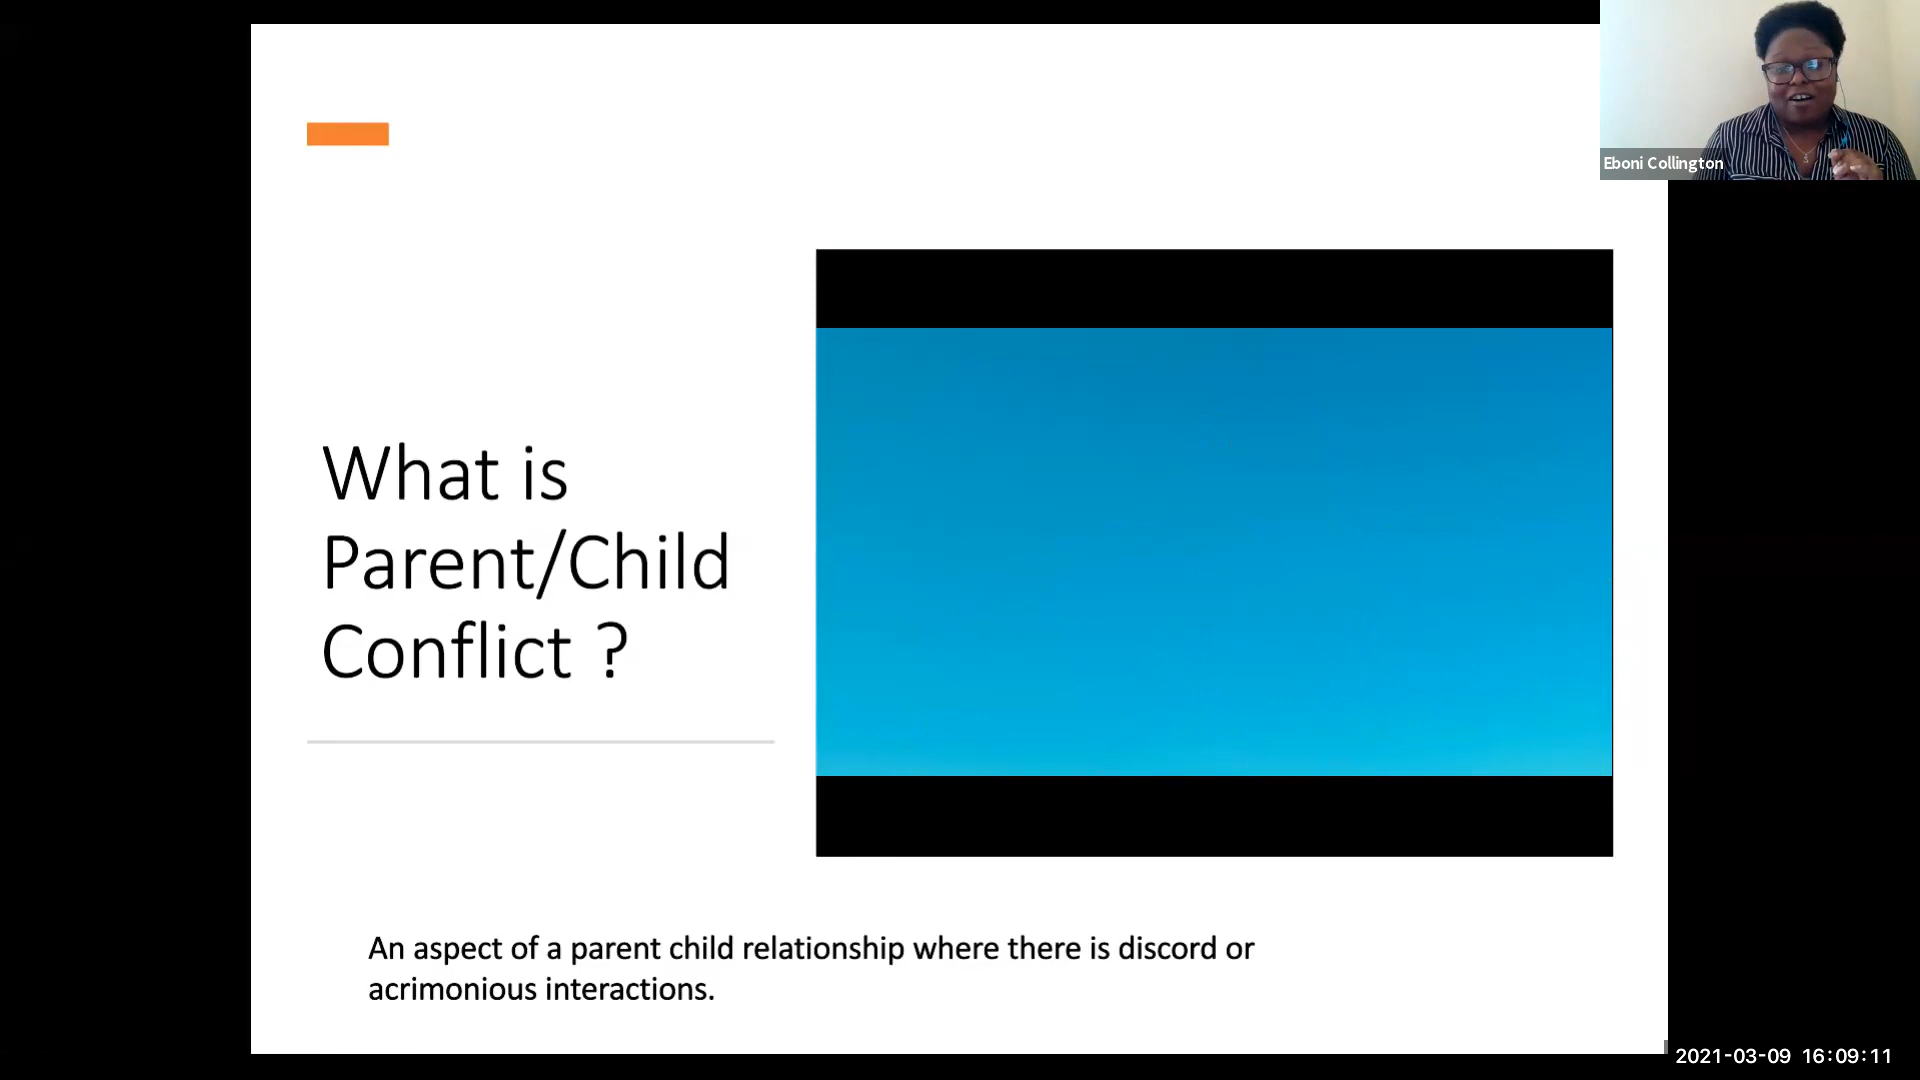 Eboni Collington
What is
Parent/Child
Conflict ?
An aspect of a parent child relationship where there is discord or
acrimonious interactions.
2021-03-09 16:09:11